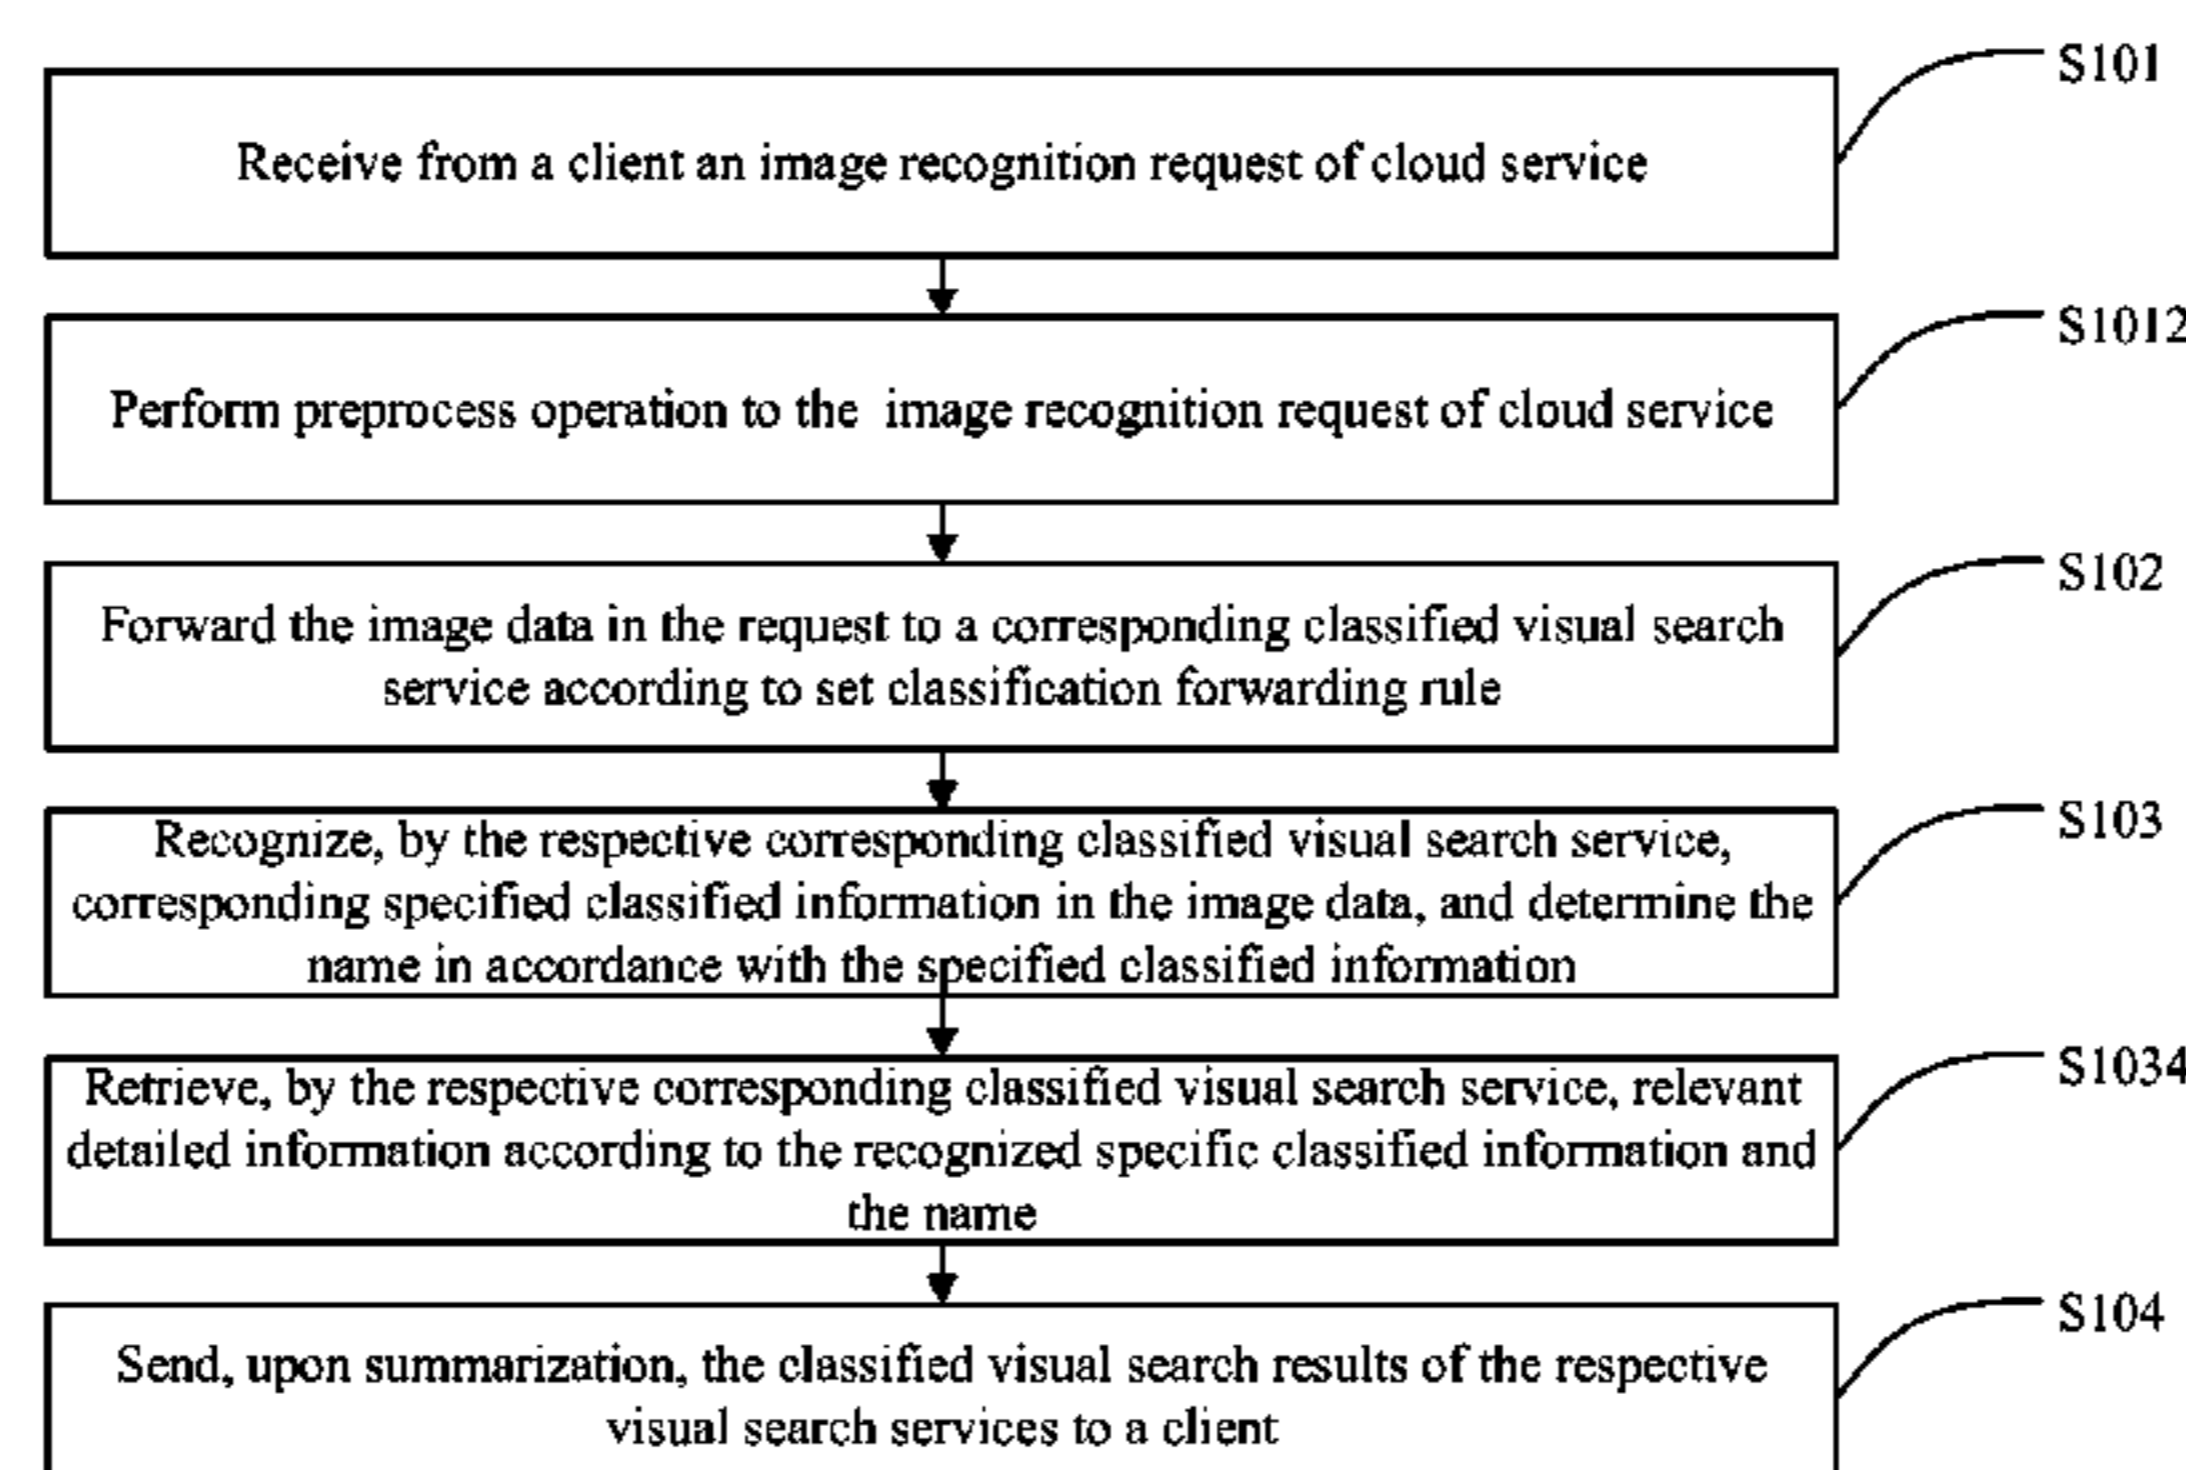 S101
Receive from a client an image recognition request of cloud service
S1012
Perform preprocess operation to the image recognition request of cloud service
S102
Forward the image data in the request to a corresponding classified visual search
service according to set classification forwarding rule
S103
Recognize, by the respective corresponding classified visual search service,
corresponding specified classified information in the image data, and determine the
name in accordance with the specified classified information
S1034
Retrieve, by the respective corresponding classified visual search service, relevant
detailed information according to the recognized specific classified information and
the name
S104
Send, upon summarization, the classified visual search results of the respective
visual search services to a client